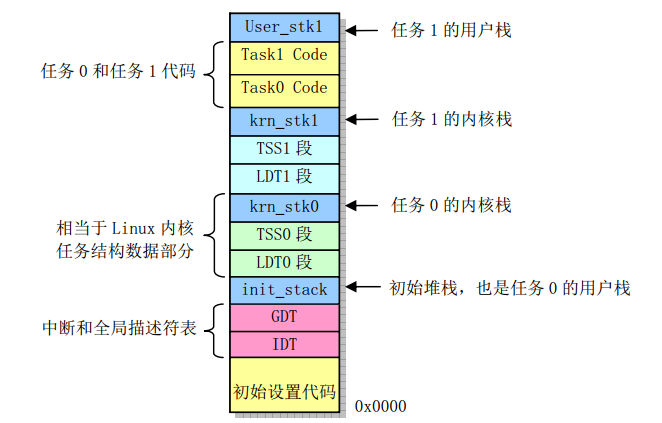 User_stk1
任务 1 的用户栈
Task1 Code
任务 0 和任务 1 代码
Task0 Code
krn_stk1
任务 1 的内核栈
TSS1 段
LDT1 段
krn_stk0
任务 0 的内核栈
相当于 Linux 内核
任务结构数据部分
TSS0 段
LDT0 段
init_stack
初始堆栈，也是任务 0 的用户栈
GDT
中断和全局描述符表
IDT
初始设置代码
0x0000